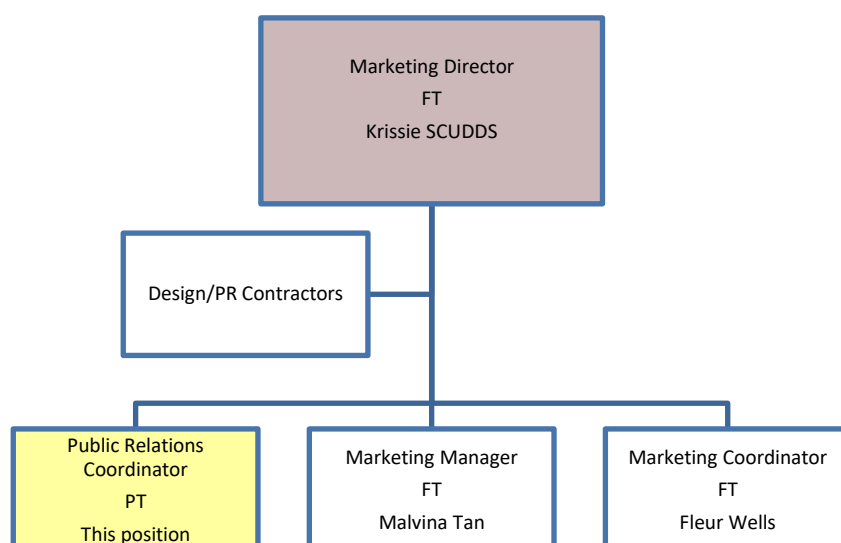 Marketing Director
FT
Krissie SCUDDS
Design/PR Contractors
Public Relations
Coordinator
PT
This position
Marketing Manager
FT
Malvina Tan
Marketing Coordinator
FT
Fleur Wells